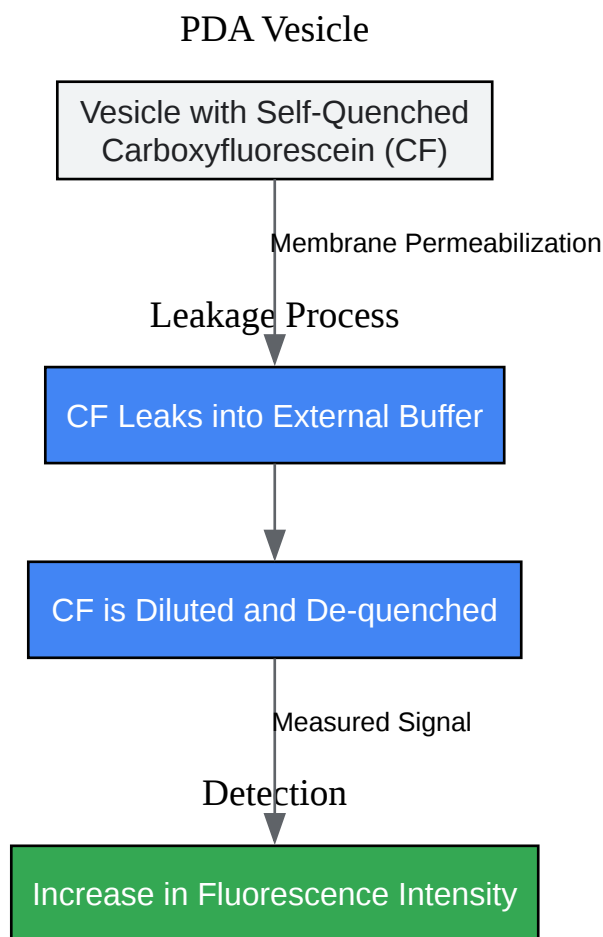 PDA Vesicle
Vesicle with Self-Quenched
Carboxyfluorescein (CF)
Membrane Permeabilization
Leakage Process
CF Leaks into External Buffer
CF is Diluted and De-quenched
Measured Signal
Detection
Increase in Fluorescence Intensity